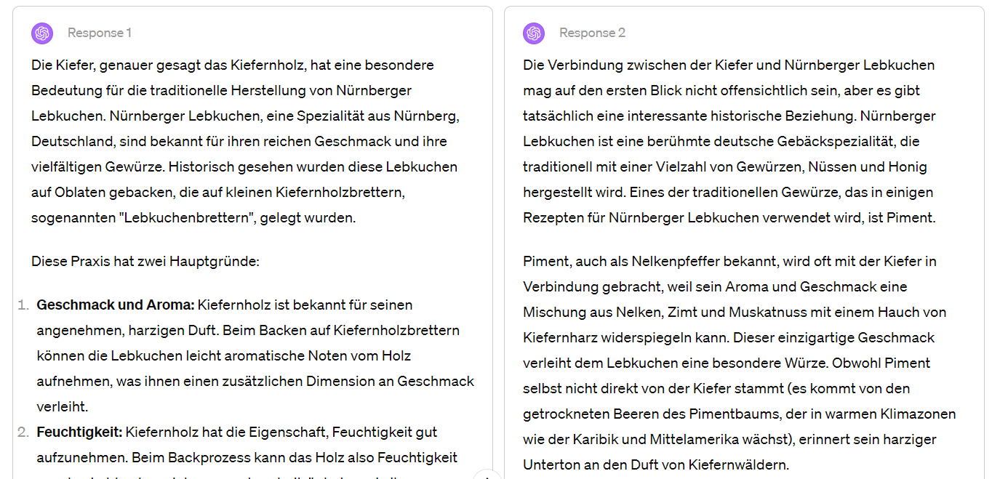 Response 1
Die Kiefer, genauer gesagt das Kiefernholz, hat eine besondere
Bedeutung für die traditionelle Herstellung von Nürnberger
Lebkuchen. Nürnberger Lebkuchen, eine Spezialität aus Nürnberg,
Deutschland, sind bekannt für ihren reichen Geschmack und ihre
vielfältigen Gewürze. Historisch gesehen wurden diese Lebkuchen
auf Oblaten gebacken, die auf kleinen Kiefernholzbrettern,
sogenannten "Lebkuchenbrettern", gelegt wurden.
Diese Praxis hat zwei Hauptgründe:
1. Geschmack und Aroma: Kiefernholz ist bekannt für seinen
angenehmen, harzigen Duft. Beim Backen auf Kiefernholzbrettern
können die Lebkuchen leicht aromatische Noten vom Holz
aufnehmen, was ihnen einen zusätzlichen Dimension an Geschmack
verleiht.
2. Feuchtigkeit: Kiefernholz hat die Eigenschaft, Feuchtigkeit gut
aufzunehmen. Beim Backprozess kann das Holz also Feuchtigkeit
Response 2
Die Verbindung zwischen der Kiefer und Nürnberger Lebkuchen
mag auf den ersten Blick nicht offensichtlich sein, aber es gibt
tatsächlich eine interessante historische Beziehung. Nürnberger
Lebkuchen ist eine berühmte deutsche Gebäckspezialität, die
traditionell mit einer Vielzahl von Gewürzen, Nüssen und Honig
hergestellt wird. Eines der traditionellen Gewürze, das in einigen
Rezepten für Nürnberger Lebkuchen verwendet wird, ist Piment.
Piment, auch als Nelkenpfeffer bekannt, wird oft mit der Kiefer in
Verbindung gebracht, weil sein Aroma und Geschmack eine
Mischung aus Nelken, Zimt und Muskatnuss mit einem Hauch von
Kiefernharz widerspiegeln kann. Dieser einzigartige Geschmack
verleiht dem Lebkuchen eine besondere Würze. Obwohl Piment
selbst nicht direkt von der Kiefer stammt (es kommt von den
getrockneten Beeren des Pimentbaums, der in warmen Klimazonen
wie der Karibik und Mittelamerika wächst), erinnert sein harziger
Unterton an den Duft von Kiefernwäldern.